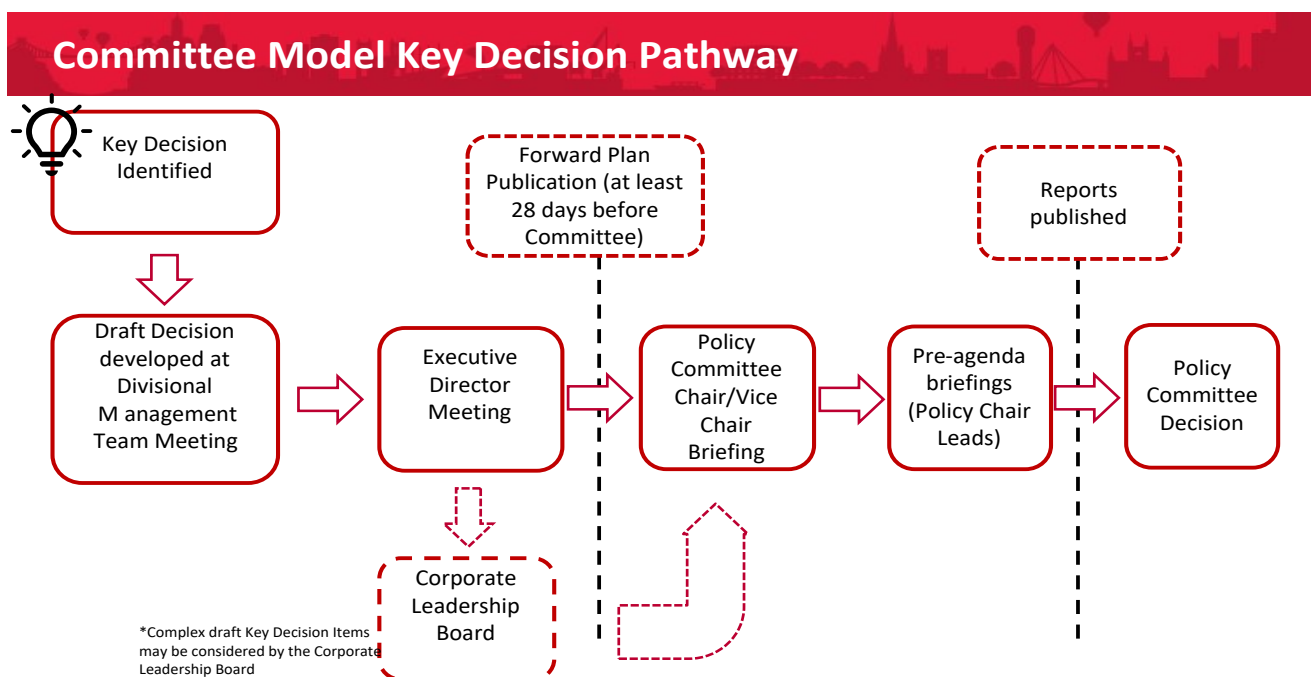 Committee Model Key Decision Pathway
Key Decision
Identified
Forward Plan
Publication (at least
28 days before
Committee)
Reports
published
Draft Decision
developed at
Divisional
M anagement
Team Meeting
Executive
Director
Meeting
Policy
Committee
Chair/Vice
Chair
Briefing
Pre-agenda
briefings
(Policy Chair
Leads)
Policy
Committee
Decision
Corporate
Leadership
Board
*Complex draft Key Decision Items
may be considered by the Corporate
Leadership Board